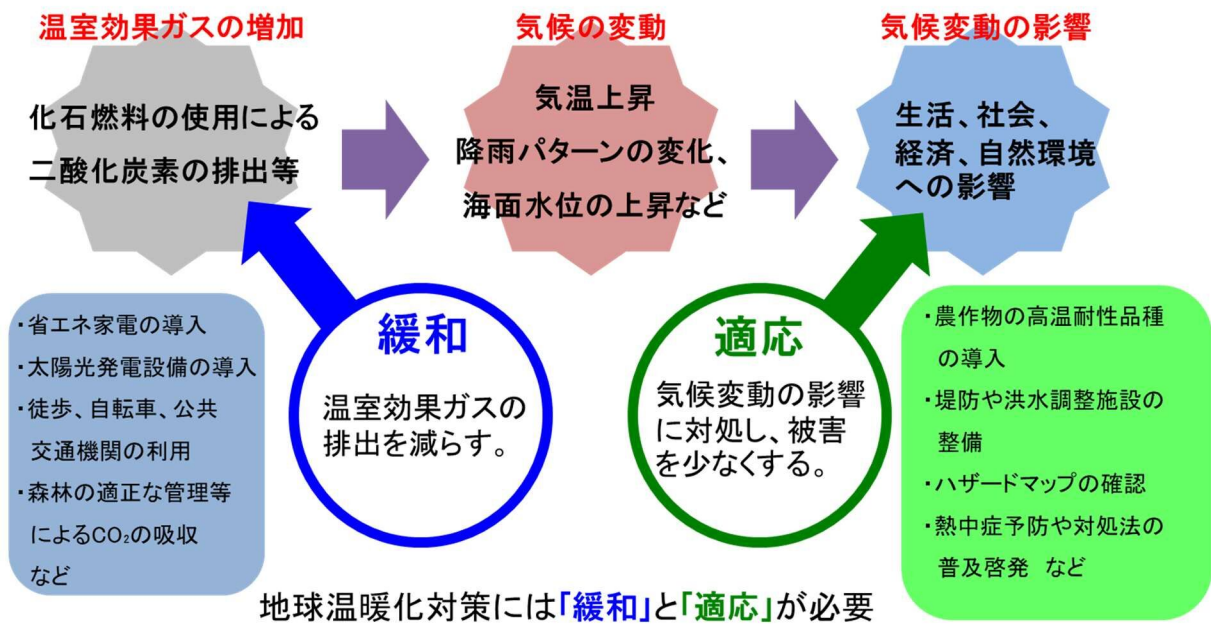 温室効果ガスの増加
化石燃料の使用による
二酸化炭素の排出等
気候の変動
気温上昇
降雨パターンの変化、
海面水位の上昇など
気候変動の影響
生活、社会、
経済、自然環境
への影響
・省エネ家電の導入
・太陽光発電設備の導入
・徒歩、自転車、公共
交通機関の利用
・森林の適正な管理等
によるCO₂の吸収
など
緩和
温室効果ガスの
排出を減らす。
適応
気候変動の影響
に対処し、被害
を少なくする。
・農作物の高温耐性品種
の導入
・堤防や洪水調整施設の
整備
・ハザードマップの確認
・熱中症予防や対処法の
普及啓発 など
地球温暖化対策には「緩和」と「適応」が必要